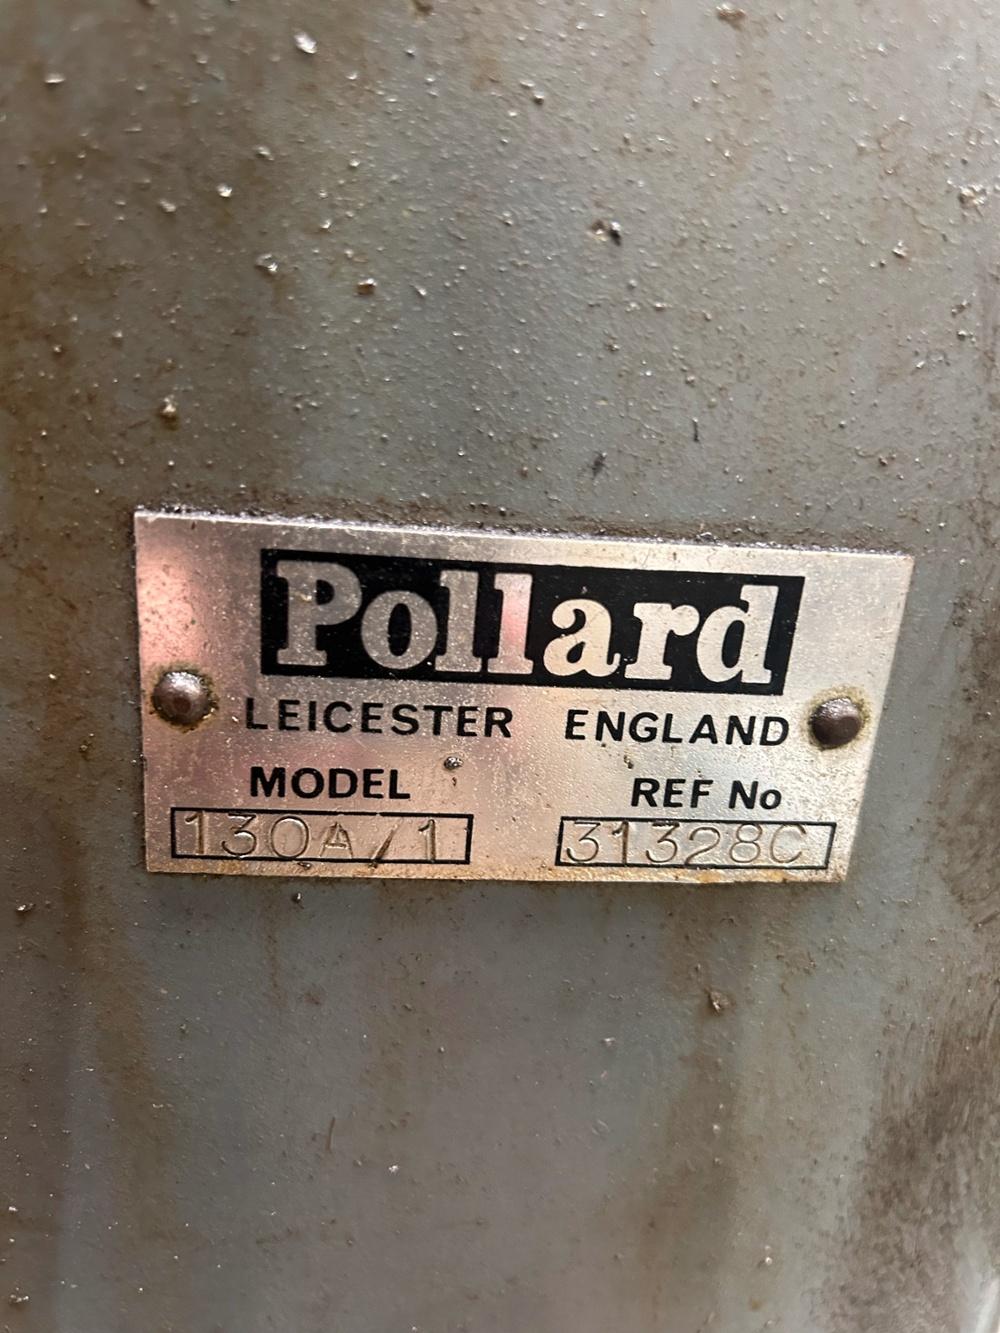 Pollard
LEICESTER ENGLAND
MODEL REF No
130A/1 31328C